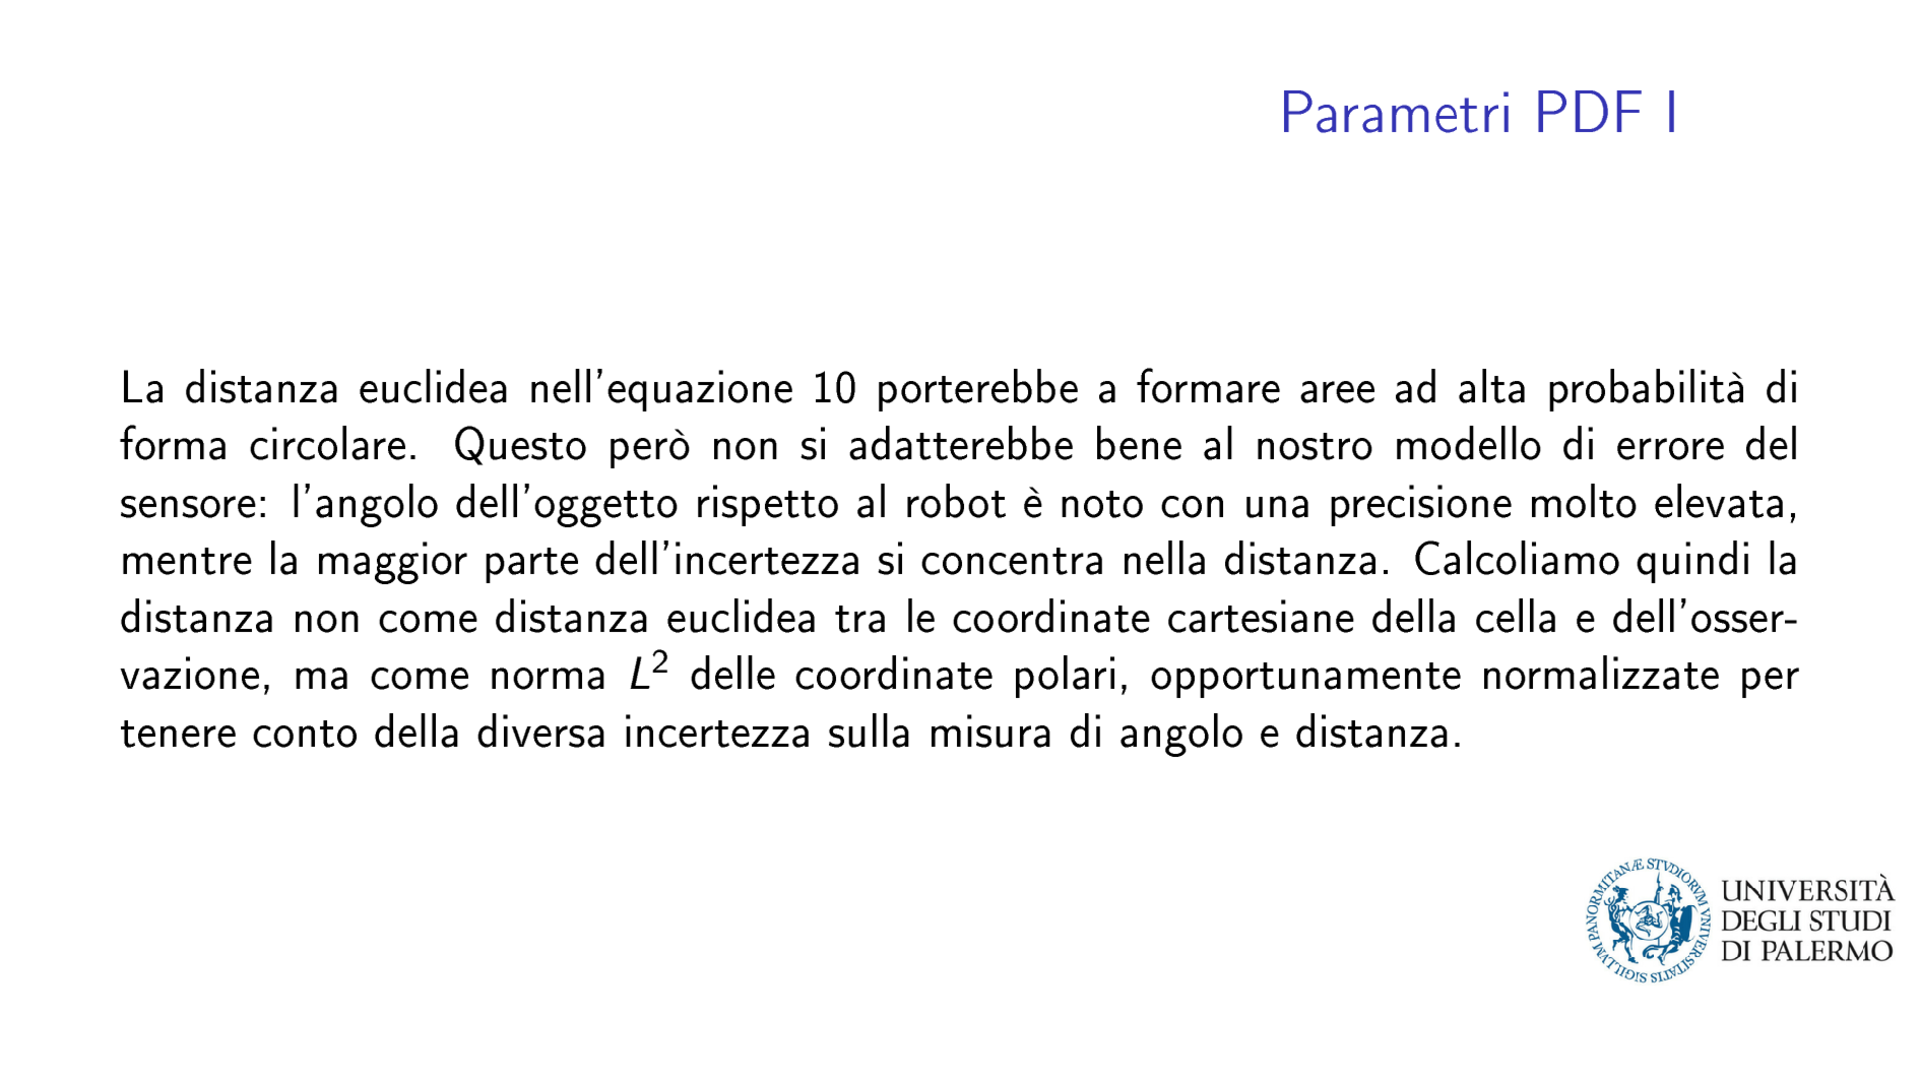 Parametri PDF I
La distanza euclidea nell'equazione 10 porterebbe a formare aree ad alta probabilità di
forma circolare. Questo però non si adatterebbe bene al nostro modello di errore del
sensore: l'angolo dell'oggetto rispetto al robot è noto con una precisione molto elevata,
mentre la maggior parte dell'incertezza si concentra nella distanza. Calcoliamo quindi la
distanza non come distanza euclidea tra le coordinate cartesiane della cella e dell'osser-
vazione, ma come norma L² delle coordinate polari, opportunamente normalizzate per
tenere conto della diversa incertezza sulla misura di angolo e distanza.
SIGILLVM PANORMITANÆ STVDIORVM VNIVERSITATIS
UNIVERSITÀ
DEGLI STUDI
DI PALERMO